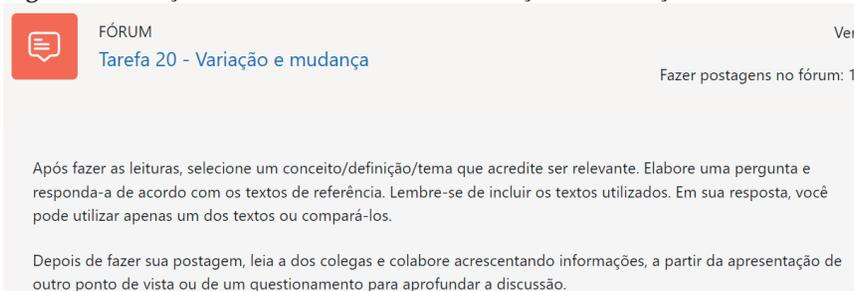 FÓRUM
Tarefa 20 - Variação e mudança
Fazer postagens no fórum: 1
Após fazer as leituras, selecione um conceito/definição/tema que acredite ser relevante. Elabore uma pergunta e
responda-a de acordo com os textos de referência. Lembre-se de incluir os textos utilizados. Em sua resposta, você
pode utilizar apenas um dos textos ou compará-los.
Depois de fazer sua postagem, leia a dos colegas e colabore acrescentando informações, a partir da apresentação de
outro ponto de vista ou de um questionamento para aprofundar a discussão.